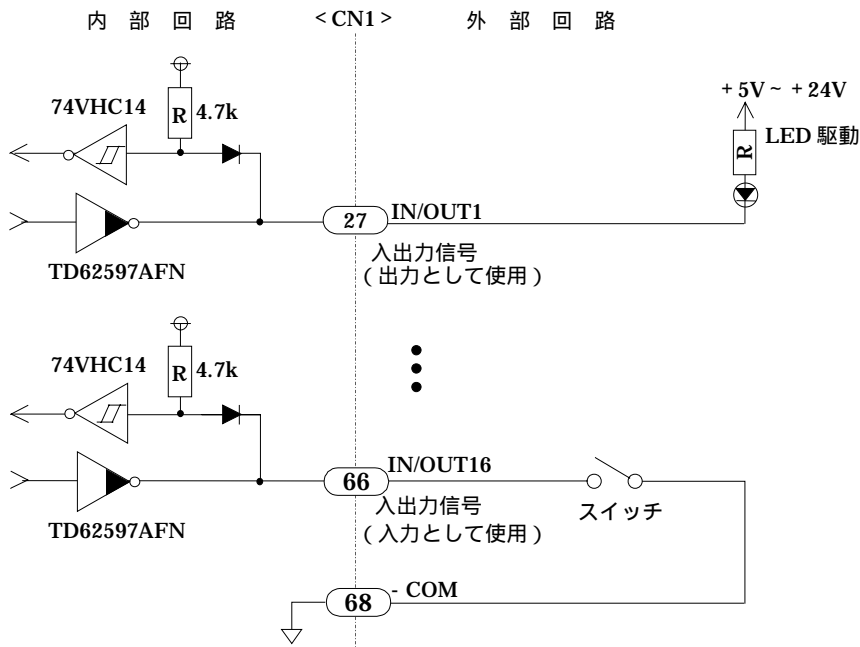 内 部 回 路 < CN1 > 外 部 回 路
+ 5V ~ + 24V
74VHC14
R 4.7k
R LED 駆動
27 IN/OUT1
TD62597AFN
入出力信号
( 出力として使用 )
74VHC14
R 4.7k
66 IN/OUT16
TD62597AFN
入出力信号
( 入力として使用 )
スイッチ
68 - COM